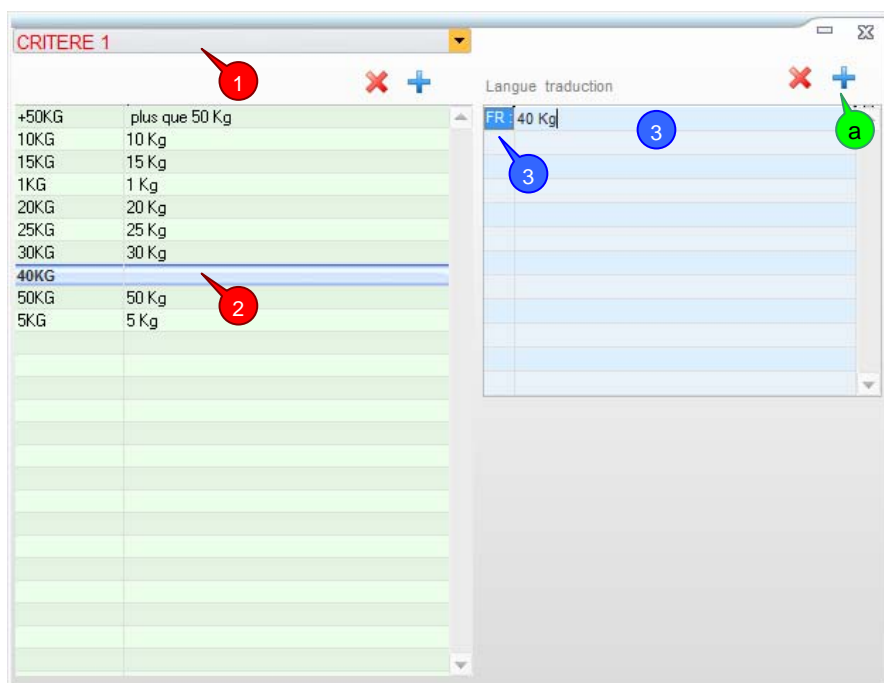 CRITERE 1
1
Langue traduction
a
+50KG plus que 50 Kg
10KG 10 Kg
15KG 15 Kg
1KG 1 Kg
20KG 20 Kg
25KG 25 Kg
30KG 30 Kg
40KG
50KG 50 Kg
5KG 5 Kg
2
FR : 40 Kg
3
3